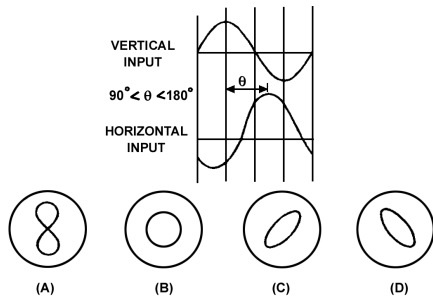 VERTICAL
INPUT
θ
90° < θ < 180°
HORIZONTAL
INPUT
(A) (B) (C) (D)